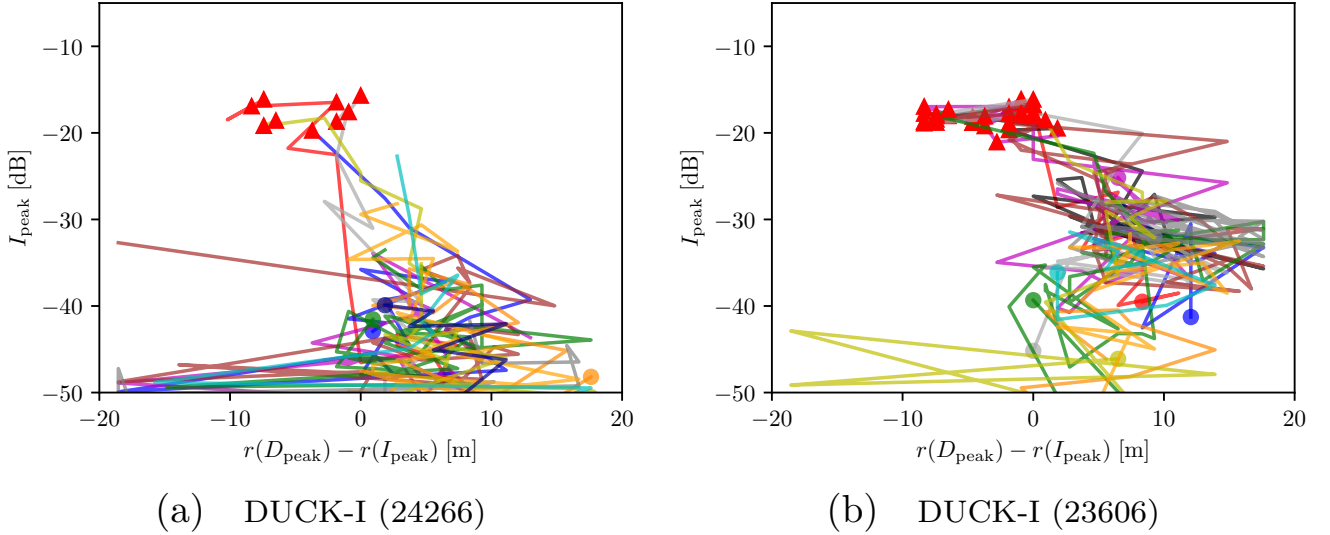 −10
−20
−30
−40
−50
I_peak [dB]
−20 −10 0 10 20
r(D_peak) − r(I_peak) [m]
(a) DUCK-I (24266)
−10
−20
−30
−40
−50
I_peak [dB]
−20 −10 0 10 20
r(D_peak) − r(I_peak) [m]
(b) DUCK-I (23606)